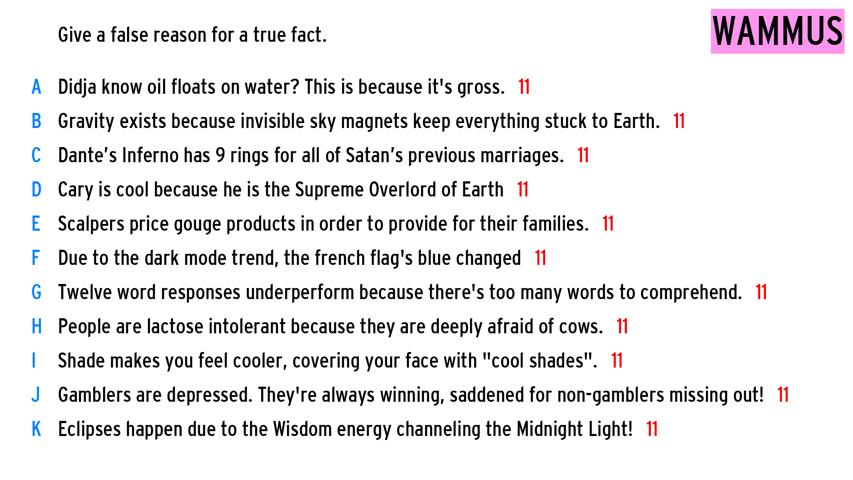 Give a false reason for a true fact.
WAMMUS
A Didja know oil floats on water? This is because it's gross. 11
B Gravity exists because invisible sky magnets keep everything stuck to Earth. 11
C Dante’s Inferno has 9 rings for all of Satan’s previous marriages. 11
D Cary is cool because he is the Supreme Overlord of Earth 11
E Scalpers price gouge products in order to provide for their families. 11
F Due to the dark mode trend, the french flag's blue changed 11
G Twelve word responses underperform because there's too many words to comprehend. 11
H People are lactose intolerant because they are deeply afraid of cows. 11
I Shade makes you feel cooler, covering your face with "cool shades". 11
J Gamblers are depressed. They're always winning, saddened for non-gamblers missing out! 11
K Eclipses happen due to the Wisdom energy channeling the Midnight Light! 11